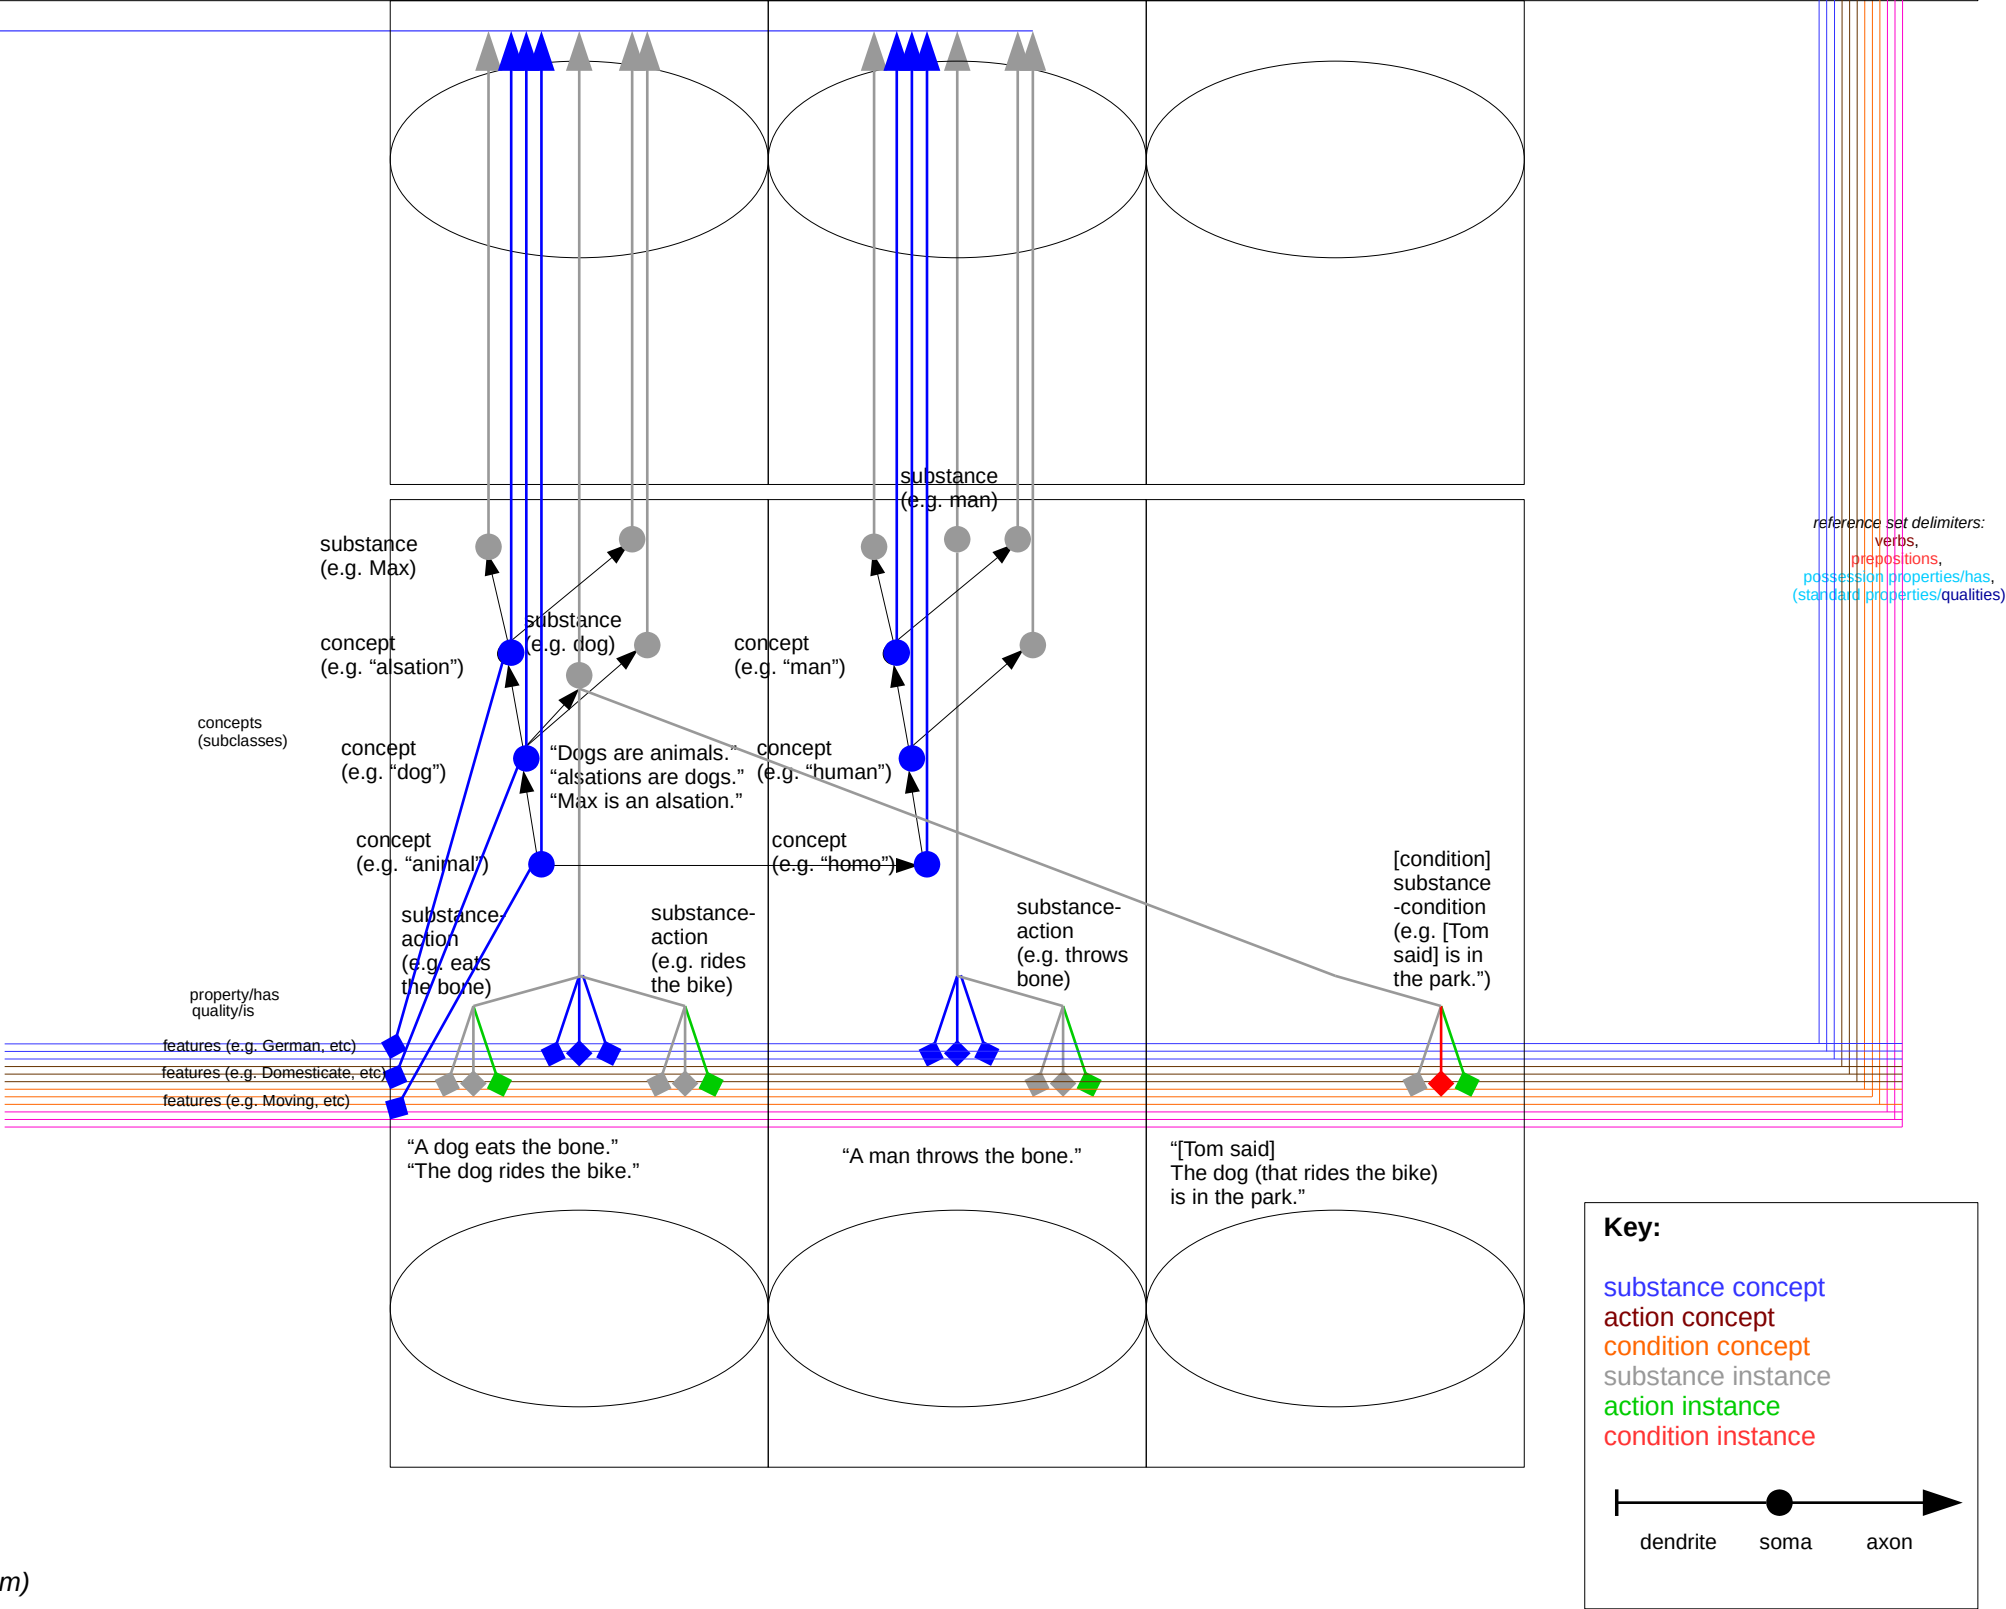 substance
(e.g. man)
substance
(e.g. Max)
substance
(e.g. dog)
concept
(e.g. “alsation”)
concept
(e.g. “man”)
reference set delimiters:
verbs,
prepositions,
possession properties/has,
(standard properties/qualities)
concepts
(subclasses)
concept
(e.g. “dog”)
“Dogs are animals.”
“alsations are dogs.”
“Max is an alsation.”
concept
(e.g. “human”)
concept
(e.g. “animal”)
concept
(e.g. “homo”)
substance-
action
(e.g. eats
the bone)
substance-
action
(e.g. rides
the bike)
substance-
action
(e.g. throws
bone)
[condition]
substance
-condition
(e.g. [Tom
said] is in
the park.”)
property/has
quality/is
features (e.g. German, etc)
features (e.g. Domesticate, etc)
features (e.g. Moving, etc)
“A dog eats the bone.”
“The dog rides the bike.”
“A man throws the bone.”
“[Tom said]
The dog (that rides the bike)
is in the park.”
Key:
substance concept
action concept
condition concept
substance instance
action instance
condition instance
dendrite soma axon
m)